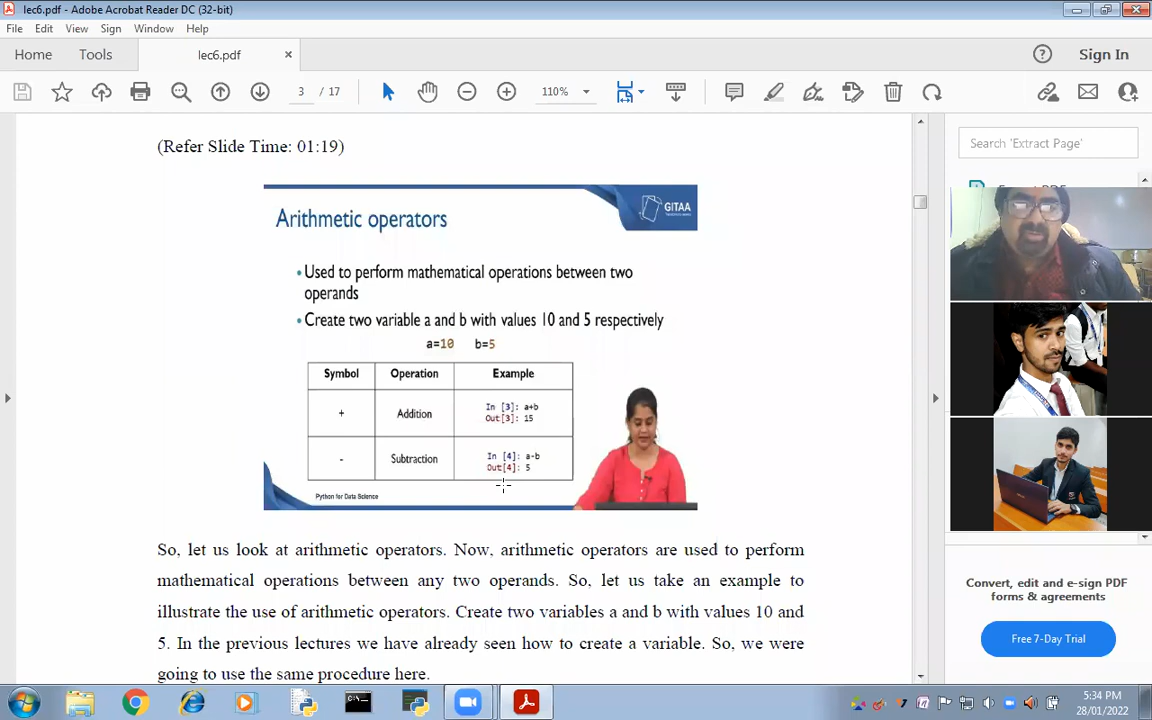 lec6.pdf - Adobe Acrobat Reader DC (32-bit)
File Edit View Sign Window Help
Home Tools lec6.pdf × Sign In
3 / 17 110%
(Refer Slide Time: 01:19)
GITAA
Arithmetic operators
• Used to perform mathematical operations between two
operands
• Create two variable a and b with values 10 and 5 respectively
a=10 b=5
Symbol Operation Example
+ Addition In [3]: a+b
Out[3]: 15
- Subtraction In [4]: a-b
Out[4]: 5
Python for Data Science
So, let us look at arithmetic operators. Now, arithmetic operators are used to perform
mathematical operations between any two operands. So, let us take an example to
illustrate the use of arithmetic operators. Create two variables a and b with values 10 and
5. In the previous lectures we have already seen how to create a variable. So, we were
going to use the same procedure here.
Search 'Extract Page'
Convert, edit and e-sign PDF
forms & agreements
Free 7-Day Trial
5:34 PM
28/01/2022